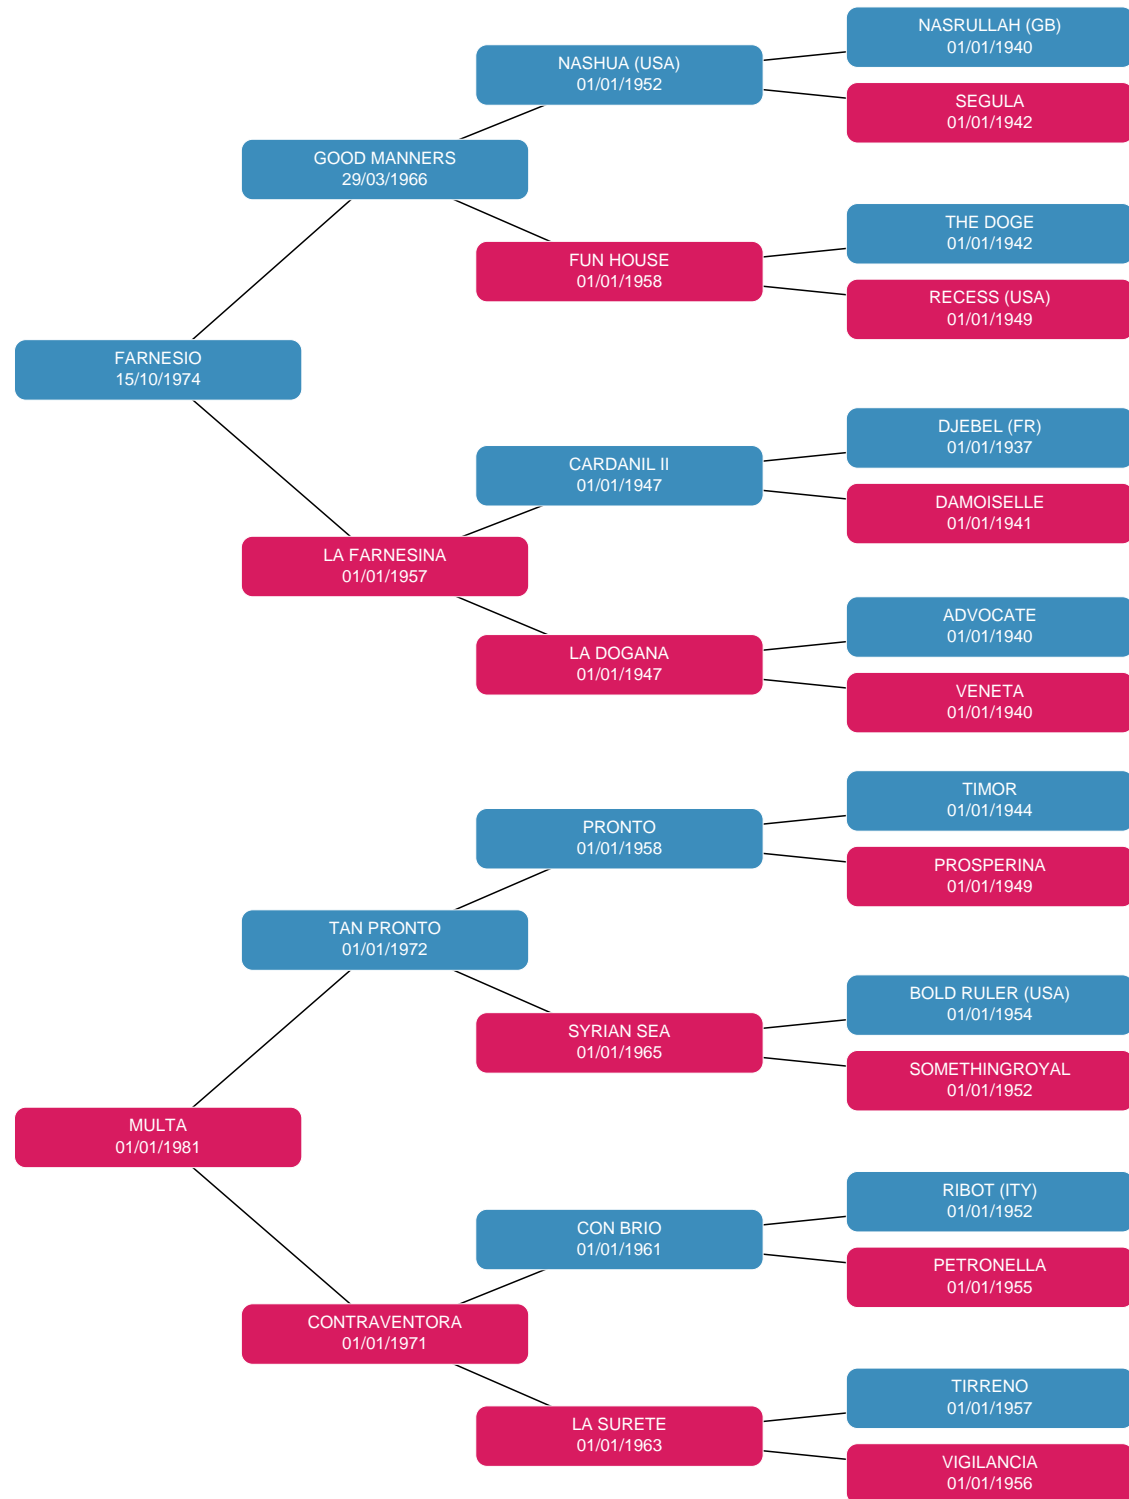 NASRULLAH (GB)
01/01/1940
NASHUA (USA)
01/01/1952
SEGULA
01/01/1942
GOOD MANNERS
29/03/1966
THE DOGE
01/01/1942
FUN HOUSE
01/01/1958
RECESS (USA)
01/01/1949
FARNESIO
15/10/1974
DJEBEL (FR)
01/01/1937
CARDANIL II
01/01/1947
DAMOISELLE
01/01/1941
LA FARNESINA
01/01/1957
ADVOCATE
01/01/1940
LA DOGANA
01/01/1947
VENETA
01/01/1940
TIMOR
01/01/1944
PRONTO
01/01/1958
PROSPERINA
01/01/1949
TAN PRONTO
01/01/1972
BOLD RULER (USA)
01/01/1954
SYRIAN SEA
01/01/1965
SOMETHINGROYAL
01/01/1952
MULTA
01/01/1981
RIBOT (ITY)
01/01/1952
CON BRIO
01/01/1961
PETRONELLA
01/01/1955
CONTRAVENTORA
01/01/1971
TIRRENO
01/01/1957
LA SURETE
01/01/1963
VIGILANCIA
01/01/1956